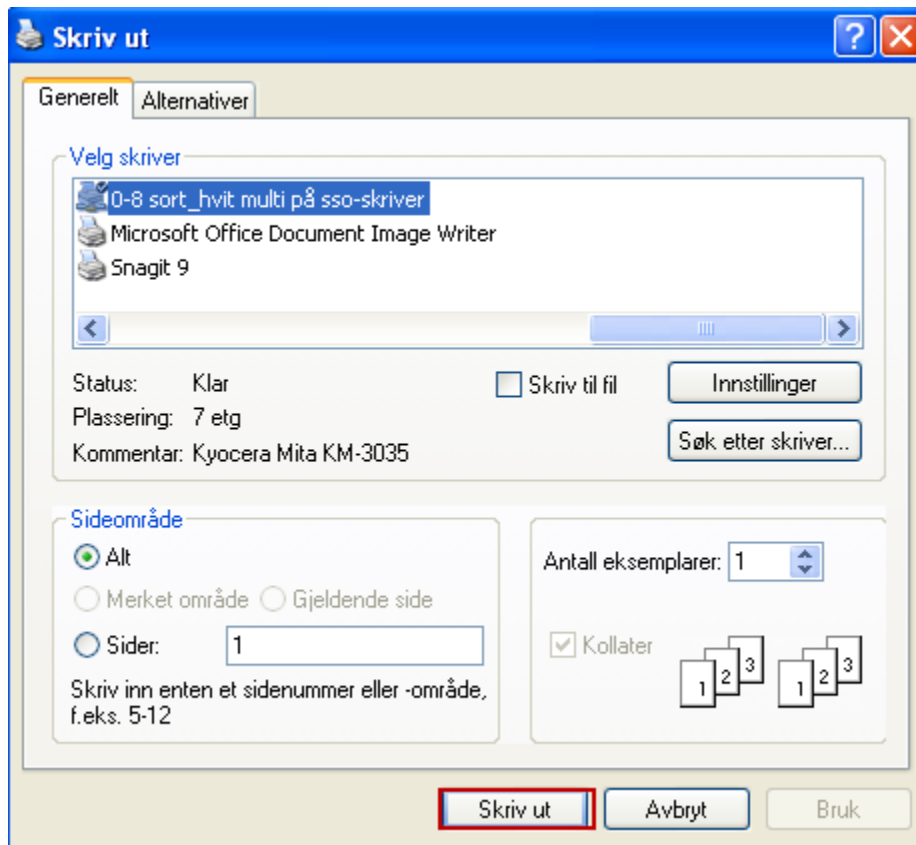 Skriv ut
Generelt Alternativer
Velg skriver
0-8 sort_hvit multi på sso-skriver
Microsoft Office Document Image Writer
Snagit 9
Status: Klar
Skriv til fil
Innstillinger
Plassering: 7 etg
Kommentar: Kyocera Mita KM-3035
Søk etter skriver...
Sideområde
Alt
Merket område Gjeldende side
Sider: 1
Skriv inn enten et sidenummer eller -område,
f.eks. 5-12
Antall eksemplarer: 1
Kollater
1 2 3 1 2 3
Skriv ut Avbryt Bruk